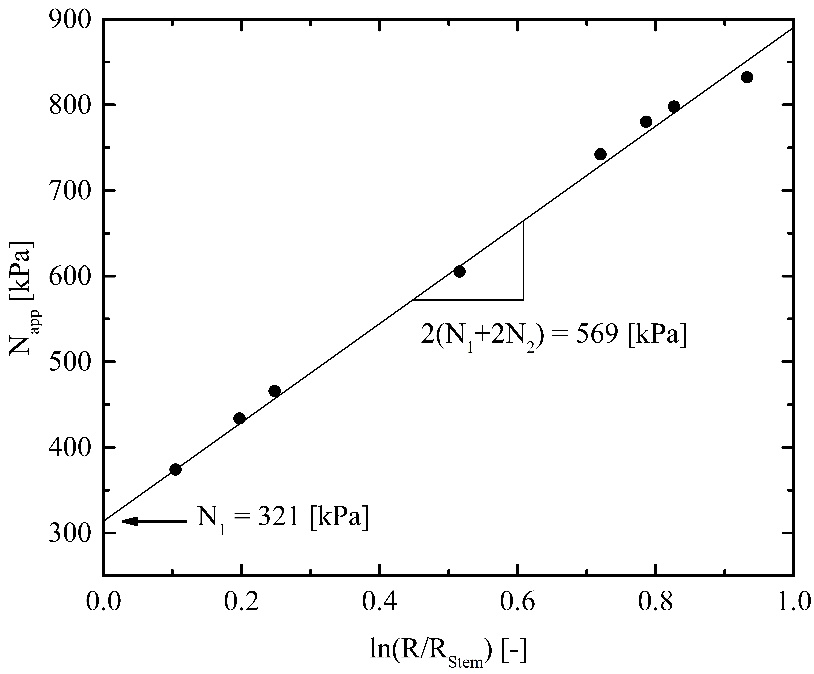 900
800
700
600
500
400
300
N_app [kPa]
2(N_1+2N_2) = 569 [kPa]
N_1 = 321 [kPa]
0.0 0.2 0.4 0.6 0.8 1.0
ln(R/R_Stem) [-]